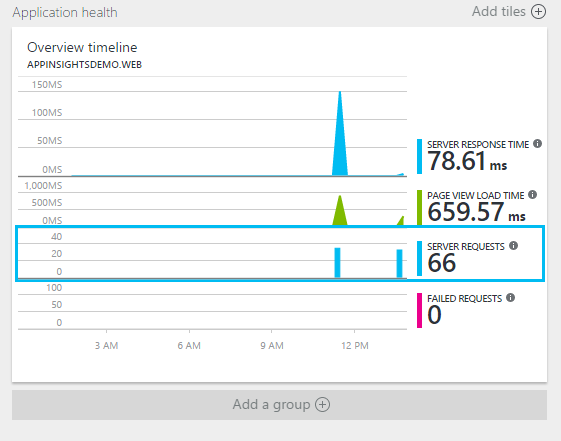 Application health
Add tiles
Overview timeline
APPINSIGHTSDEMO.WEB
150MS
100MS
50MS
0MS
SERVER RESPONSE TIME
78.61 ms
1,000MS
500MS
0MS
PAGE VIEW LOAD TIME
659.57 ms
40
20
0
SERVER REQUESTS
66
100
50
0
FAILED REQUESTS
0
3 AM 6 AM 9 AM 12 PM
Add a group